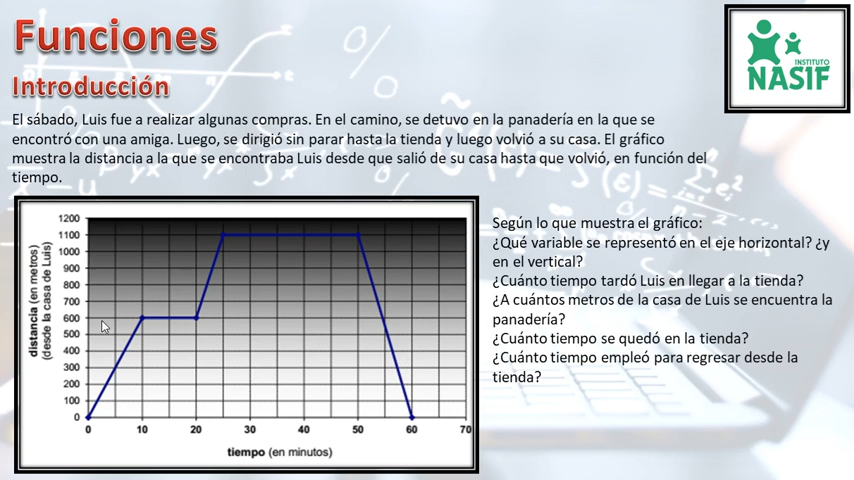 Funciones
Introducción
INSTITUTO
NASIF
El sábado, Luis fue a realizar algunas compras. En el camino, se detuvo en la panadería en la que se
encontró con una amiga. Luego, se dirigió sin parar hasta la tienda y luego volvió a su casa. El gráfico
muestra la distancia a la que se encontraba Luis desde que salió de su casa hasta que volvió, en función del
tiempo.
distancia (en metros)
(desde la casa de Luis)
1200
1100
1000
900
800
700
600
500
400
300
200
100
0
0 10 20 30 40 50 60 70
tiempo (en minutos)
Según lo que muestra el gráfico:
¿Qué variable se representó en el eje horizontal? ¿y
en el vertical?
¿Cuánto tiempo tardó Luis en llegar a la tienda?
¿A cuántos metros de la casa de Luis se encuentra la
panadería?
¿Cuánto tiempo se quedó en la tienda?
¿Cuánto tiempo empleó para regresar desde la
tienda?